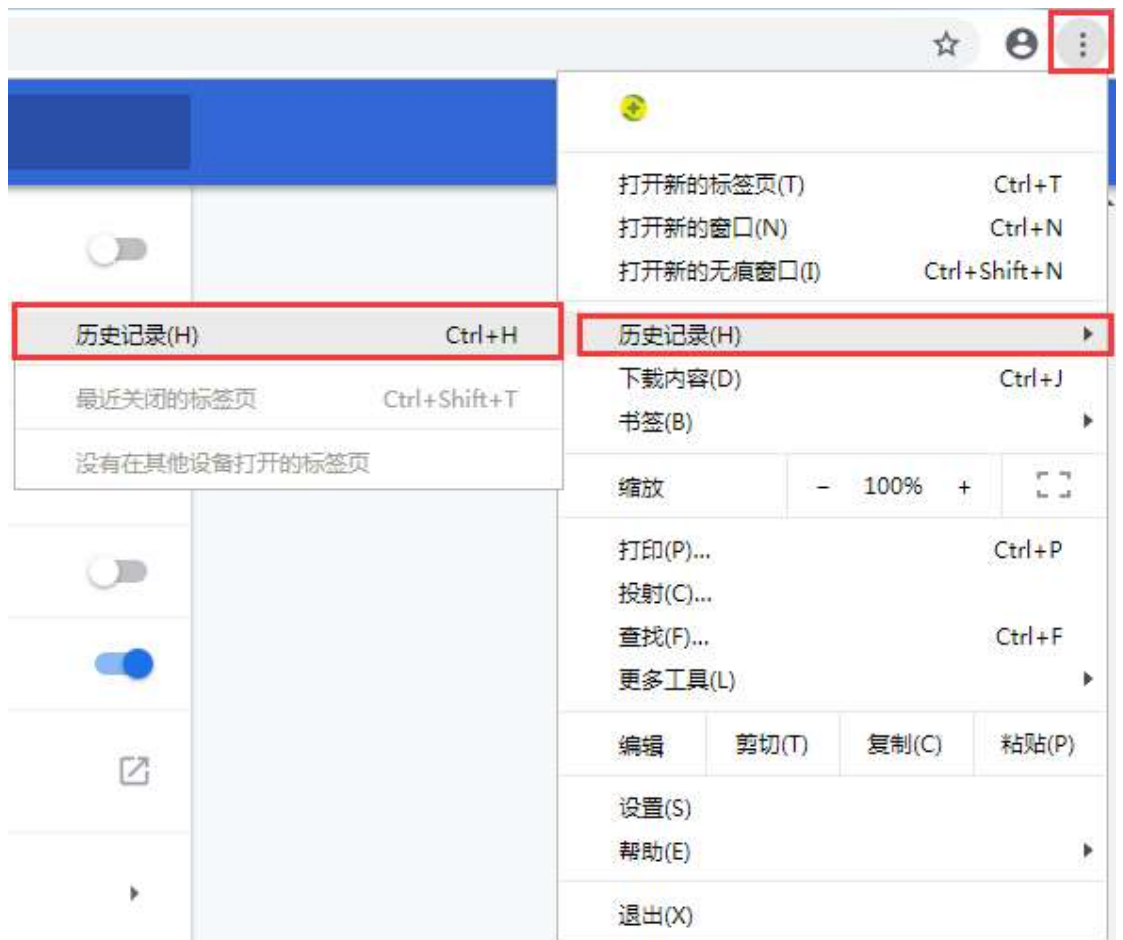 打开新的标签页(T) Ctrl+T
打开新的窗口(N) Ctrl+N
打开新的无痕窗口(I) Ctrl+Shift+N
历史记录(H) Ctrl+H
历史记录(H)
最近关闭的标签页 Ctrl+Shift+T
没有在其他设备打开的标签页
下载内容(D) Ctrl+J
书签(B)
缩放 - 100% +
打印(P)... Ctrl+P
投射(C)...
查找(F)... Ctrl+F
更多工具(L)
编辑 剪切(T) 复制(C) 粘贴(P)
设置(S)
帮助(E)
退出(X)